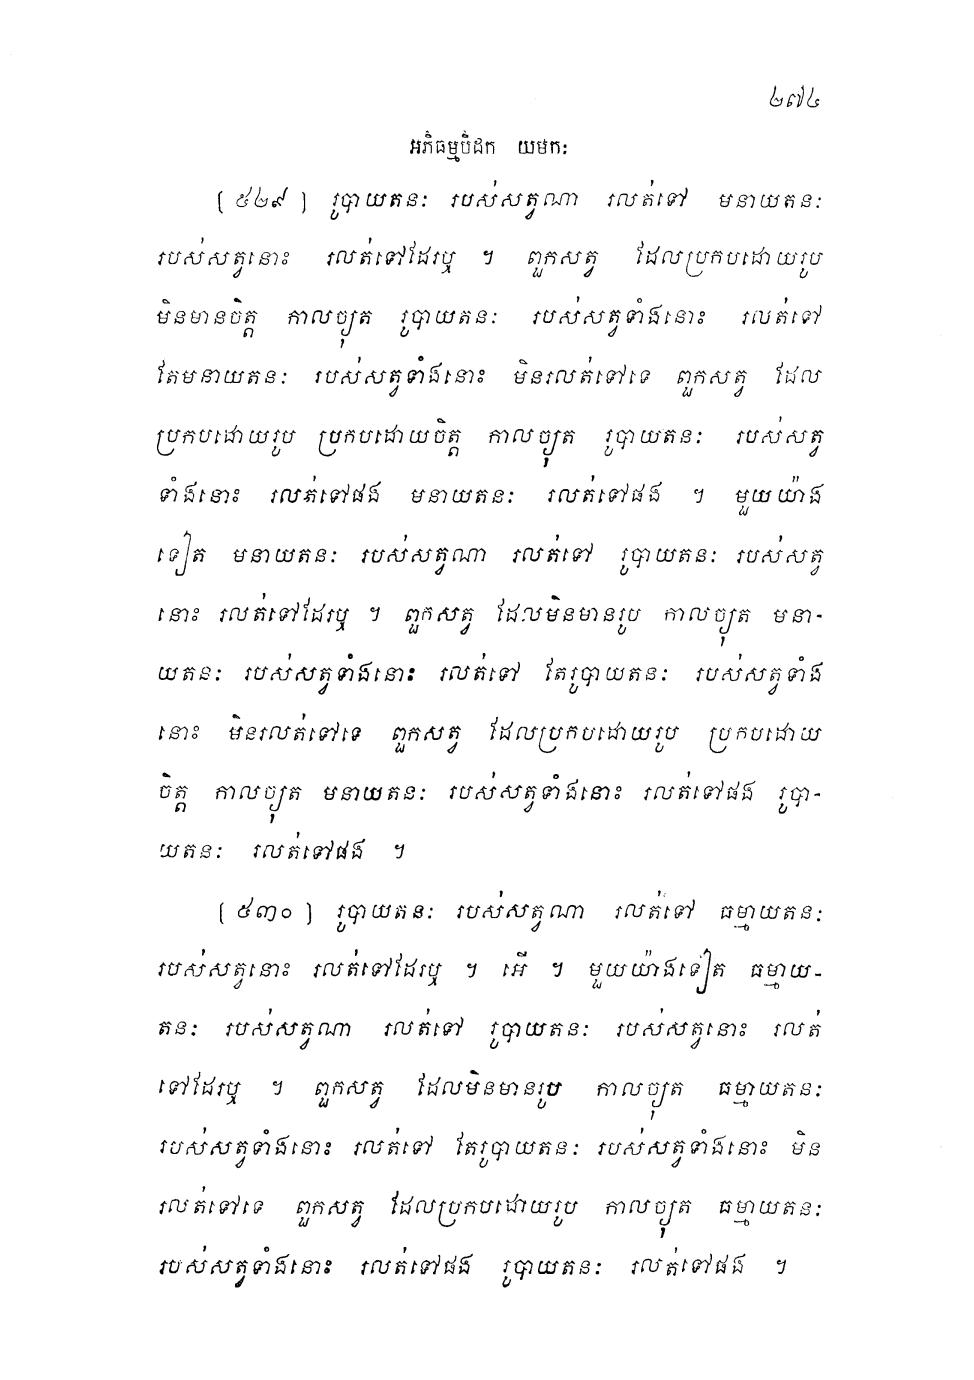 ២៧៤
អភិធម្មបិដក យមកៈ
(៥២៩) រូបាយតនៈ របស់សត្វណា រលត់ទៅ មនាយតនៈ
របស់សត្វនោះ រលត់ទៅដែរឬ ។ ពួកសត្វ ដែលប្រកបដោយរូប
មិនមានចិត្ត កាលច្យុត រូបាយតនៈ របស់សត្វទាំងនោះ រលត់ទៅ
តែមនាយតនៈ របស់សត្វទាំងនោះ មិនរលត់ទៅទេ ពួកសត្វ ដែល
ប្រកបដោយរូប ប្រកបដោយចិត្ត កាលច្យុត រូបាយតនៈ របស់សត្វ
ទាំងនោះ រលត់ទៅផង មនាយតនៈ រលត់ទៅផង ។ មួយយ៉ាង
ទៀត មនាយតនៈ របស់សត្វណា រលត់ទៅ រូបាយតនៈ របស់សត្វ
នោះ រលត់ទៅដែរឬ ។ ពួកសត្វ ដែលមិនមានរូប កាលច្យុត មនា-
យតនៈ របស់សត្វទាំងនោះ រលត់ទៅ តែរូបាយតនៈ របស់សត្វទាំង
នោះ មិនរលត់ទៅទេ ពួកសត្វ ដែលប្រកបដោយរូប ប្រកបដោយ
ចិត្ត កាលច្យុត មនាយតនៈ របស់សត្វទាំងនោះ រលត់ទៅផង រូបា-
យតនៈ រលត់ទៅផង ។
(៥៣០) រូបាយតនៈ របស់សត្វណា រលត់ទៅ ធម្មាយតនៈ
របស់សត្វនោះ រលត់ទៅដែរឬ ។ អើ ។ មួយយ៉ាងទៀត ធម្មាយ-
តនៈ របស់សត្វណា រលត់ទៅ រូបាយតនៈ របស់សត្វនោះ រលត់
ទៅដែរឬ ។ ពួកសត្វ ដែលមិនមានរូប កាលច្យុត ធម្មាយតនៈ
របស់សត្វទាំងនោះ រលត់ទៅ តែរូបាយតនៈ របស់សត្វទាំងនោះ មិន
រលត់ទៅទេ ពួកសត្វ ដែលប្រកបដោយរូប កាលច្យុត ធម្មាយតនៈ
របស់សត្វទាំងនោះ រលត់ទៅផង រូបាយតនៈ រលត់ទៅផង ។